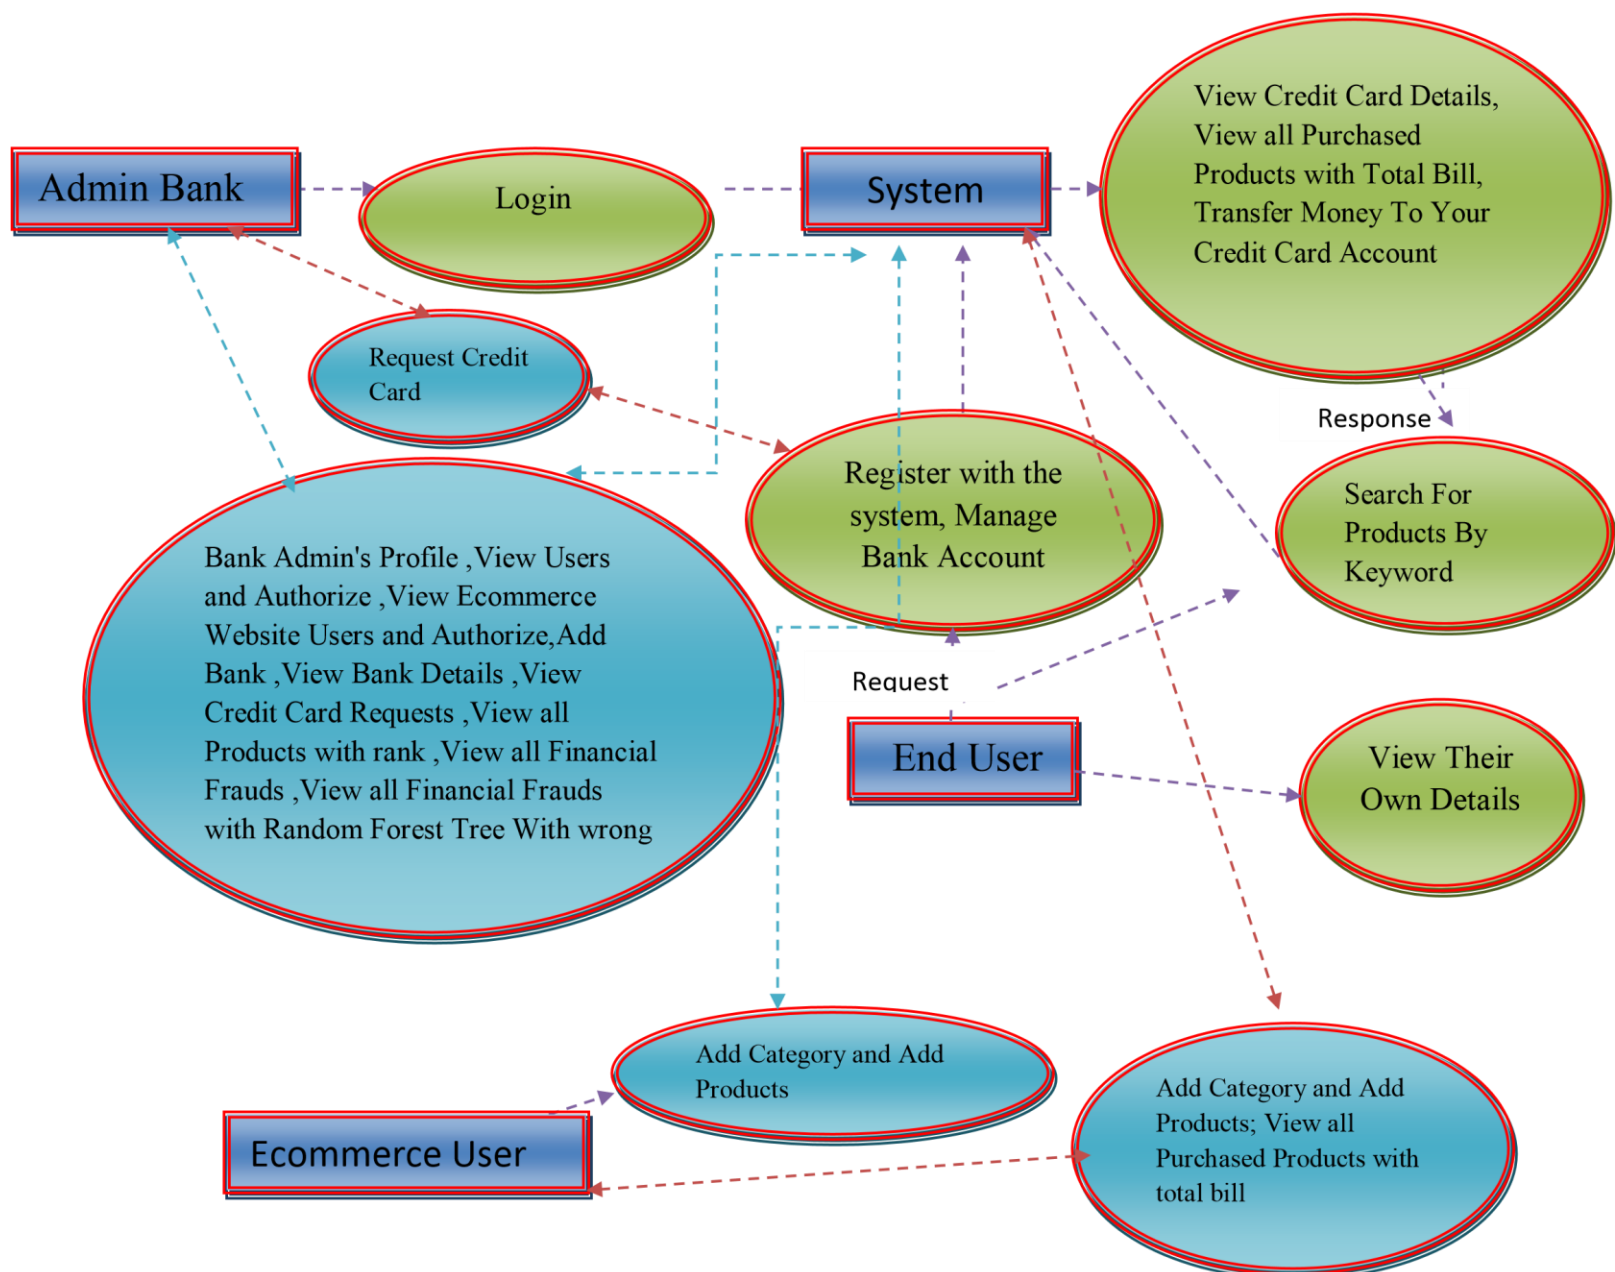 Admin Bank
Login
System
View Credit Card Details,
View all Purchased
Products with Total Bill,
Transfer Money To Your
Credit Card Account
Request Credit
Card
Response
Register with the
system, Manage
Bank Account
Search For
Products By
Keyword
Bank Admin's Profile ,View Users
and Authorize ,View Ecommerce
Website Users and Authorize,Add
Bank ,View Bank Details ,View
Credit Card Requests ,View all
Products with rank ,View all Financial
Frauds ,View all Financial Frauds
with Random Forest Tree With wrong
Request
End User
View Their
Own Details
Add Category and Add
Products
Ecommerce User
Add Category and Add
Products; View all
Purchased Products with
total bill